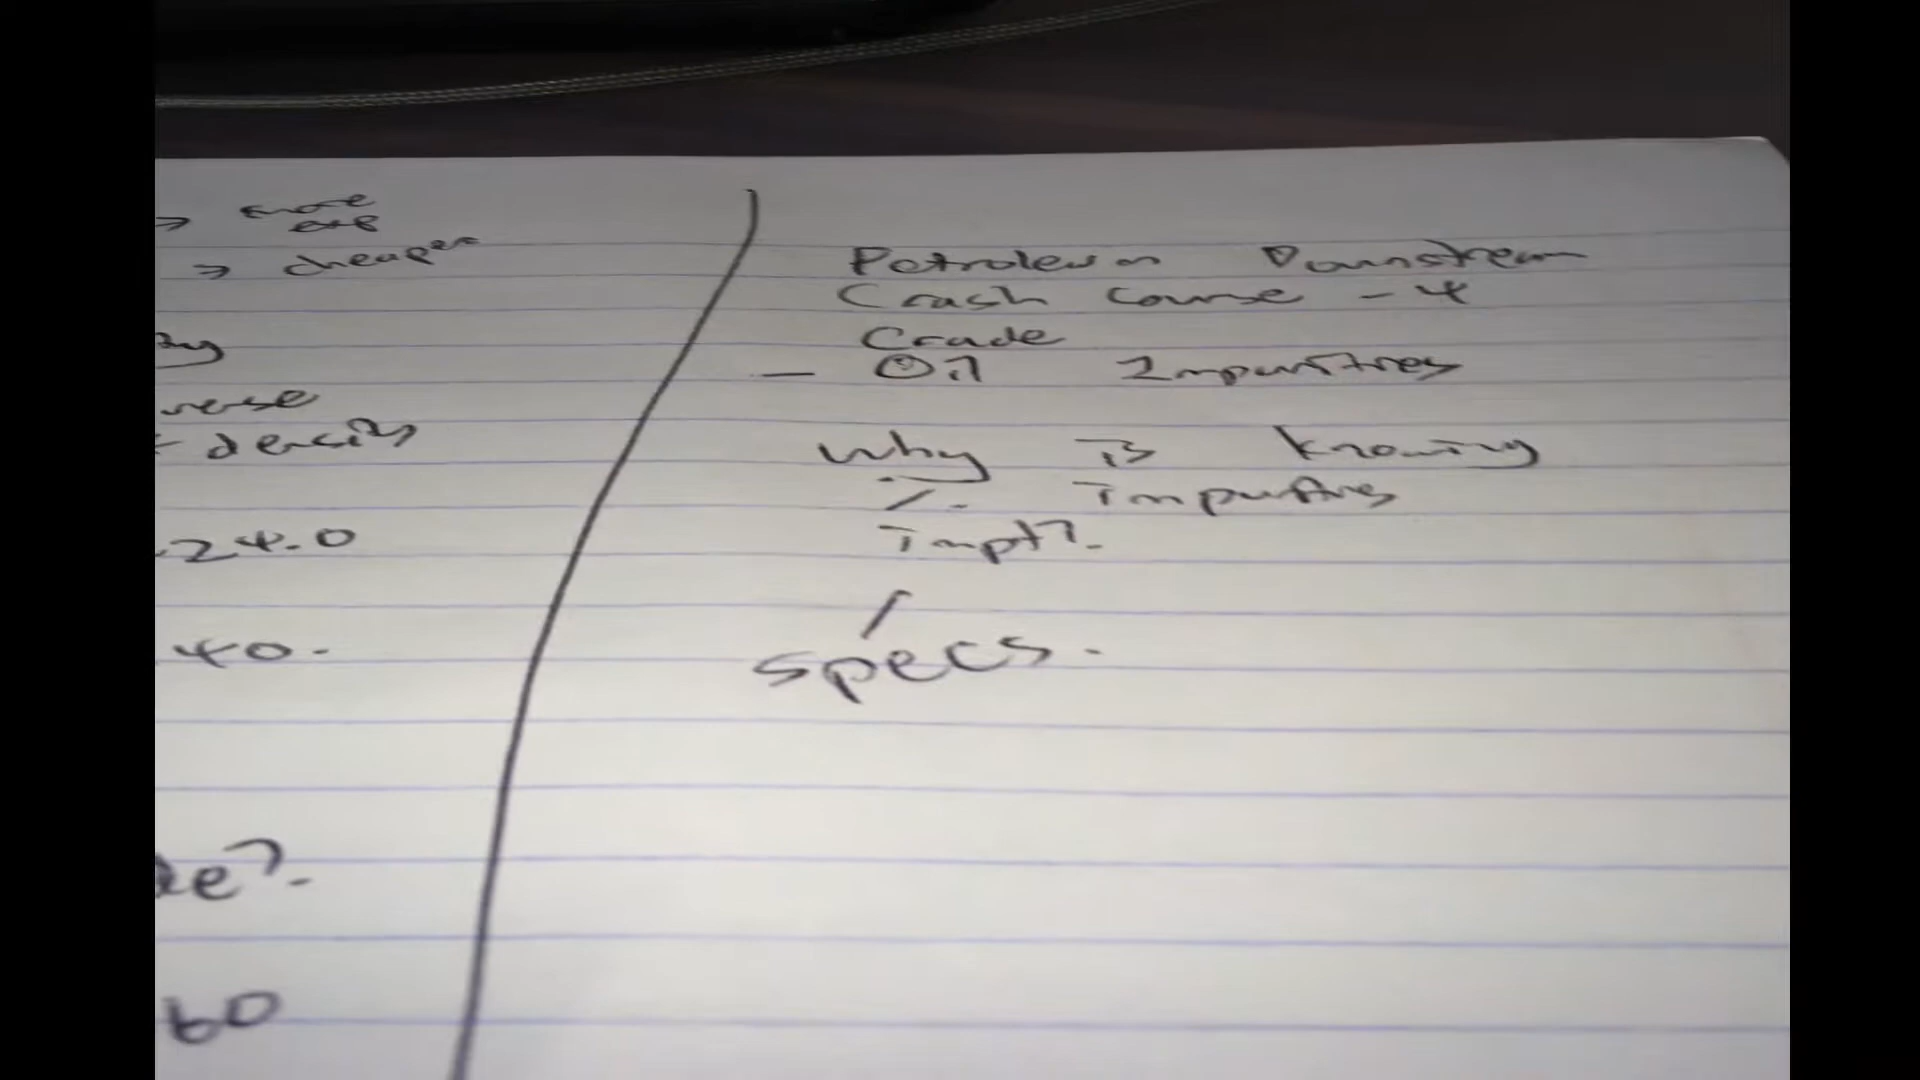 → more
exp
→ cheaper
verse
density
24.0
40.
60
Petroleum Downstream
Crash Course - 4
Crude
- Oil Impurities
Why is knowing
%. impurities
impt?.
specs.